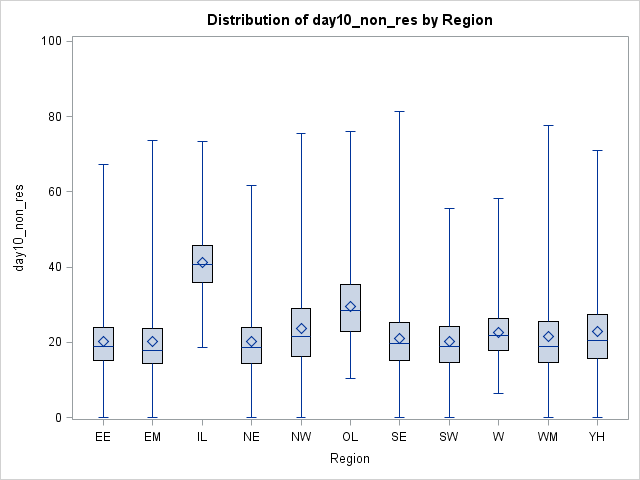 Distribution of day10_non_res by Region
100
80
60
40
20
0
day10_non_res
EE EM IL NE NW OL SE SW W WM YH
Region